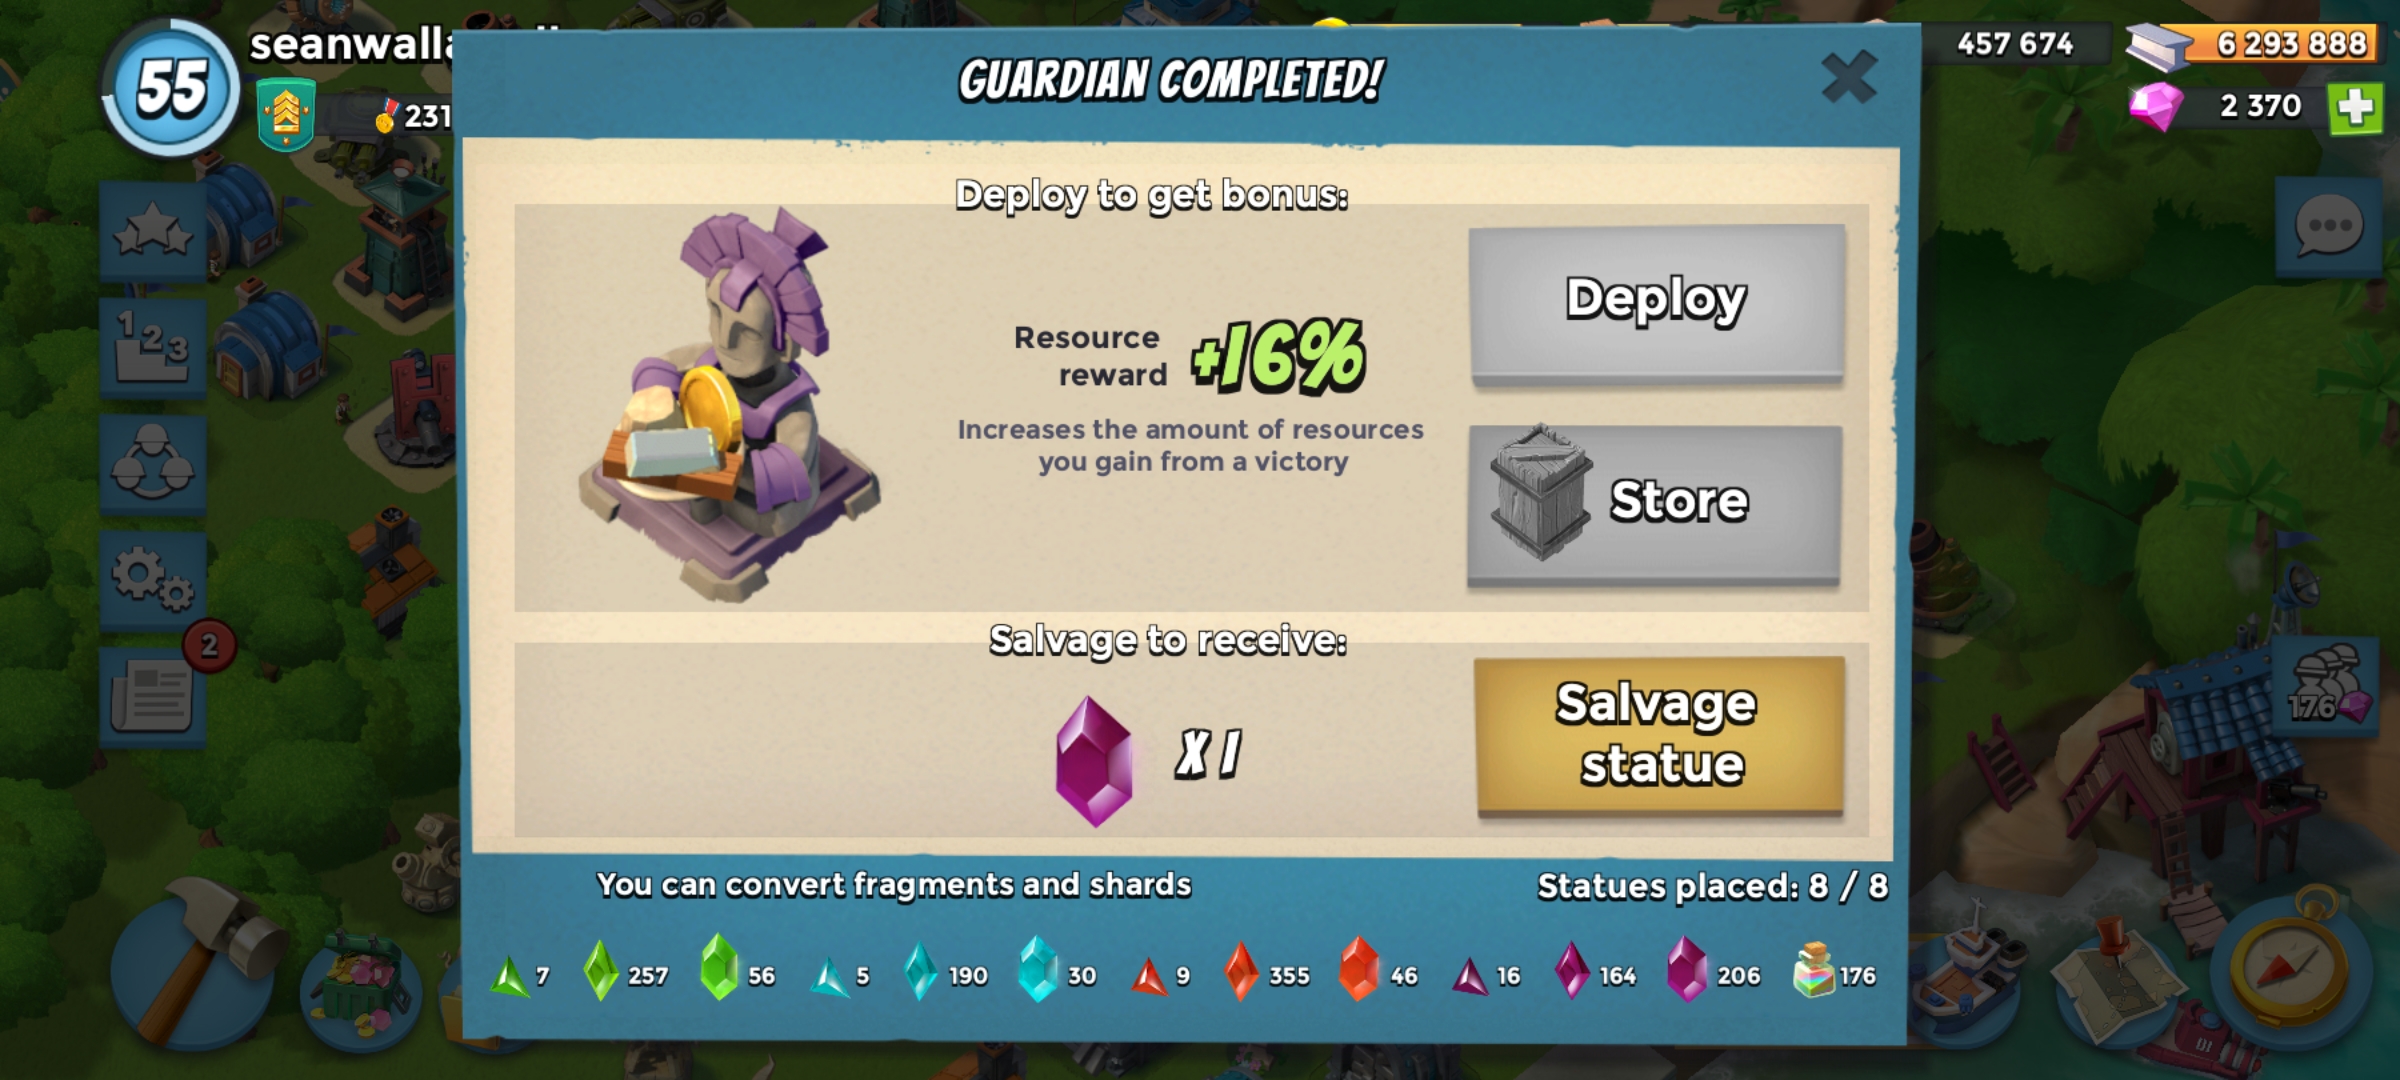 55
231
GUARDIAN COMPLETED!
457 674
6 293 888
2 370
Deploy to get bonus:
Resource
reward
+16%
Increases the amount of resources
you gain from a victory
Deploy
Store
1 2 3
2
Salvage to receive:
X 1
Salvage
statue
176
You can convert fragments and shards
Statues placed: 8 / 8
7 257 56 5 190 30 9 355 46 16 164 206 176